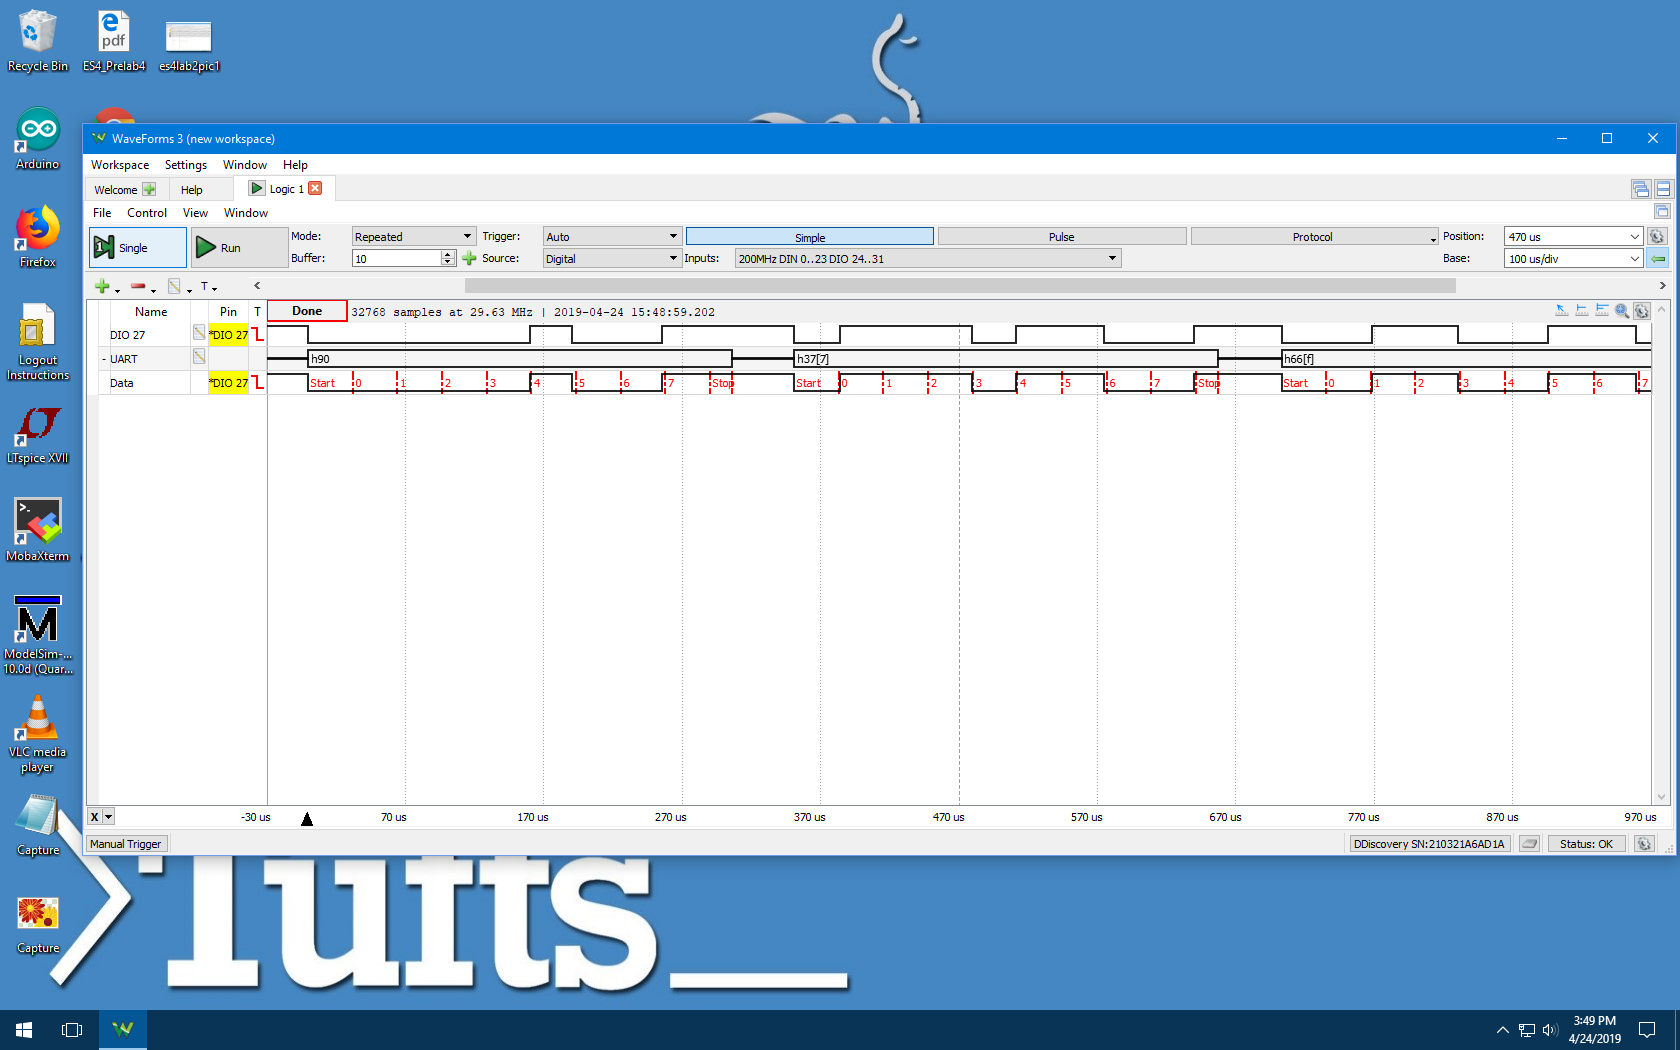 Recycle Bin
ES4_Prelab4
es4lab2pic1
Arduino
Firefox
Logout
Instructions
LTspice XVII
MobaXterm
ModelSim-...
10.0d (Quar...
VLC media
player
Capture
Capture
WaveForms 3 (new workspace)
Workspace Settings Window Help
Welcome Help Logic 1
File Control View Window
Single Run Mode: Repeated Trigger: Auto Simple Pulse Protocol Position: 470 us
Buffer: 10 Source: Digital Inputs: 200MHz DIN 0..23 DIO 24..31 Base: 100 us/div
T
Name Pin T Done 32768 samples at 29.63 MHz | 2019-04-24 15:48:59.202
DIO 27 *DIO 27
- UART h90 h37[7] h66[f]
Data *DIO 27 Start 0 1 2 3 4 5 6 7 Stop Start 0 1 2 3 4 5 6 7 Stop Start 0 1 2 3 4 5 6 7
X -30 us 70 us 170 us 270 us 370 us 470 us 570 us 670 us 770 us 870 us 970 us
Manual Trigger DDiscovery SN:210321A6AD1A Status: OK
Tufts_
3:49 PM
4/24/2019